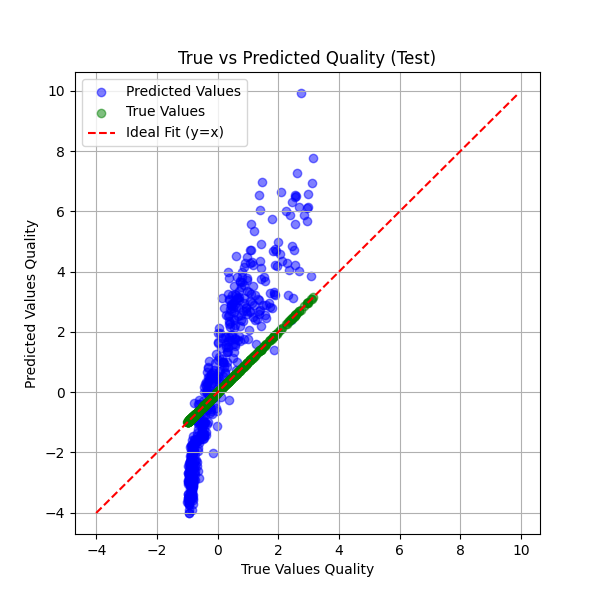 True vs Predicted Quality (Test)
Predicted Values
True Values
Ideal Fit (y=x)
Predicted Values Quality
10
8
6
4
2
0
−2
−4
−4
−2
0
2
4
6
8
10
True Values Quality